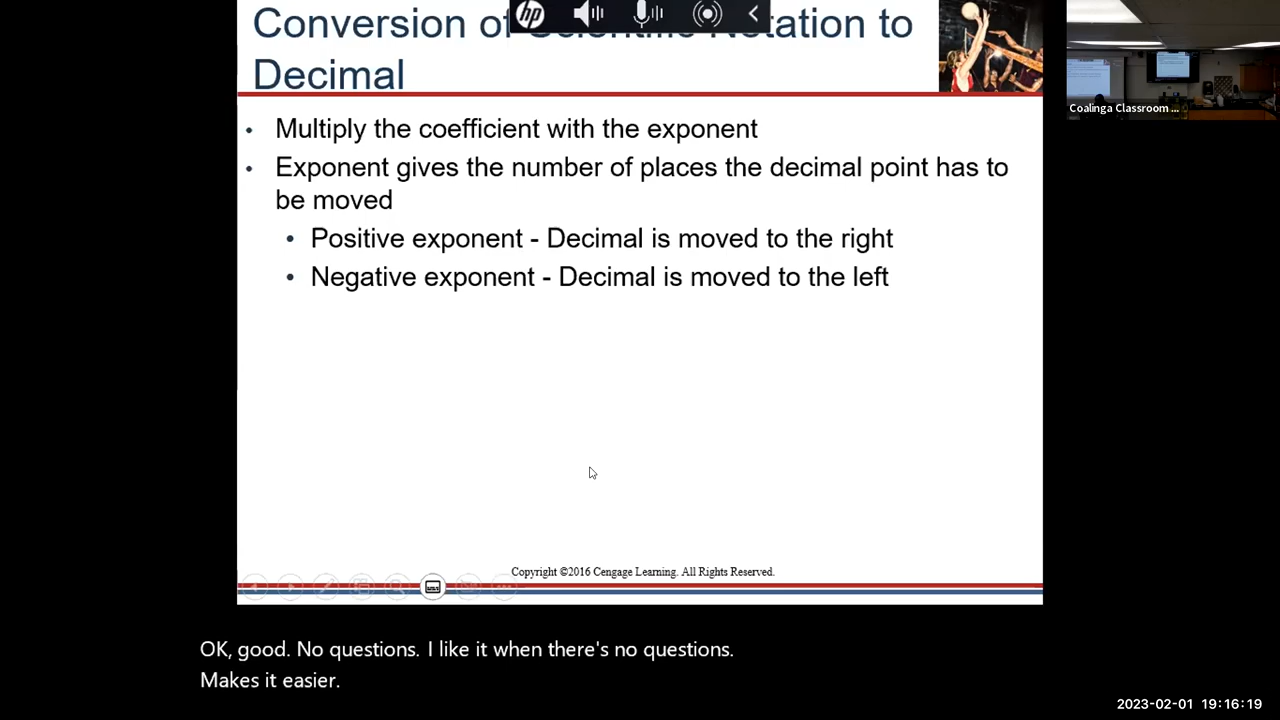 Conversion of Scientific Notation to
Decimal
Multiply the coefficient with the exponent
Exponent gives the number of places the decimal point has to
be moved
Positive exponent - Decimal is moved to the right
Negative exponent - Decimal is moved to the left
Copyright ©2016 Cengage Learning. All Rights Reserved.
OK, good. No questions. I like it when there's no questions.
Makes it easier.
hp
Coalinga Classroom ...
2023-02-01 19:16:19